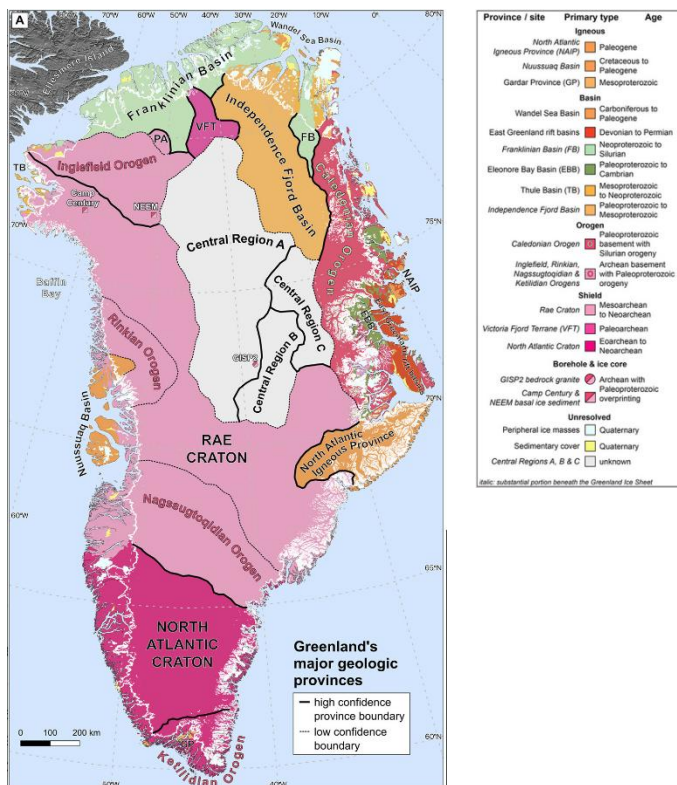 A
Ellesmere Island
Wandel Sea Basin
Franklinian Basin
0°
PA
VFT
Independence Fjord Basin
FB
TB
Inglefield Orogen
Camp
Century
NEEM
Caledonian Orogen
75°N
70°N
Central Region A
Baffin
Bay
Central Region C
NAIP
EBB
East Greenland rift basins
Rinkian Orogen
GISP2
Central Region B
Nuussuaq Basin
RAE
CRATON
North Atlantic
Igneous Province
60°W
Nagssugtoqidian Orogen
65°N
NORTH
ATLANTIC
CRATON
Greenland's
major geologic
provinces
high confidence
province boundary
low confidence
boundary
0 100 200 km
GP
Ketilidian Orogen
50°W
40°W
60°N
Province / site Primary type Age
Igneous
North Atlantic
Igneous Province (NAIP) Paleogene
Nuussuaq Basin Cretaceous to
Paleogene
Gardar Province (GP) Mesoproterozoic
Basin
Wandel Sea Basin Carboniferous to
Paleogene
East Greenland rift basins Devonian to Permian
Franklinian Basin (FB) Neoproterozoic to
Silurian
Eleonore Bay Basin (EBB) Paleoproterozoic to
Cambrian
Thule Basin (TB) Mesoproterozoic
to Neoproterozoic
Independence Fjord Basin Paleoproterozoic to
Mesoproterozoic
Orogen
Caledonian Orogen Paleoproterozoic
basement with
Silurian orogeny
Inglefield, Rinkian,
Nagssugtoqidian &
Ketilidian Orogens Archean basement
with Paleoproterozoic
orogeny
Shield
Rae Craton Mesoarchean
to Neoarchean
Victoria Fjord Terrane (VFT) Paleoarchean
North Atlantic Craton Eoarchean to
Neoarchean
Borehole & ice core
GISP2 bedrock granite Archean with
Camp Century &
NEEM basal ice sediment Paleoproterozoic
overprinting
Unresolved
Peripheral ice masses Quaternary
Sedimentary cover Quaternary
Central Regions A, B & C unknown
italic: substantial portion beneath the Greenland Ice Sheet